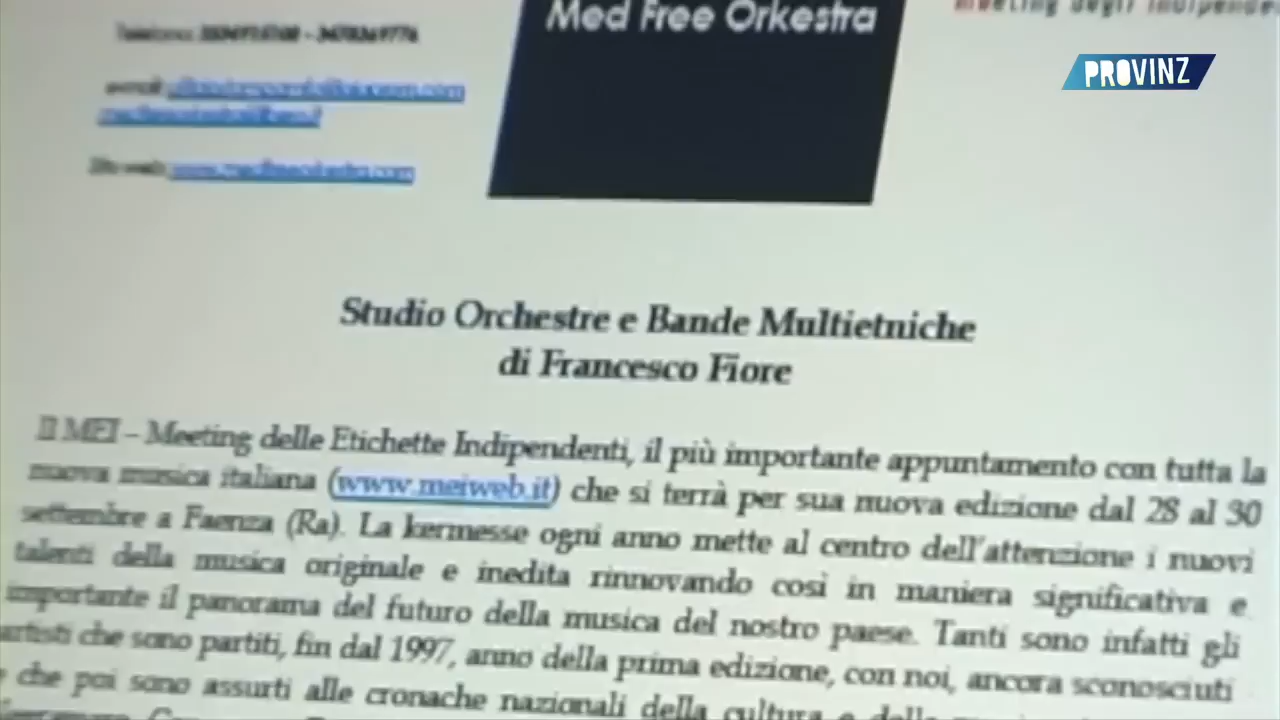 Med Free Orkestra
PROVINZ
Studio Orchestre e Bande Multietniche
di Francesco Fiore
Il MEI – Meeting delle Etichette Indipendenti, il più importante appuntamento con tutta la
nuova musica italiana (www.meiweb.it) che si terrà per sua nuova edizione dal 28 al 30
settembre a Faenza (Ra). La kermesse ogni anno mette al centro dell'attenzione i nuovi
talenti della musica originale e inedita rinnovando così in maniera significativa e
importante il panorama del futuro della musica del nostro paese. Tanti sono infatti gli
artisti che sono partiti, fin dal 1997, anno della prima edizione, con noi, ancora sconosciuti
che poi sono assurti alle cronache nazionali della cultura e